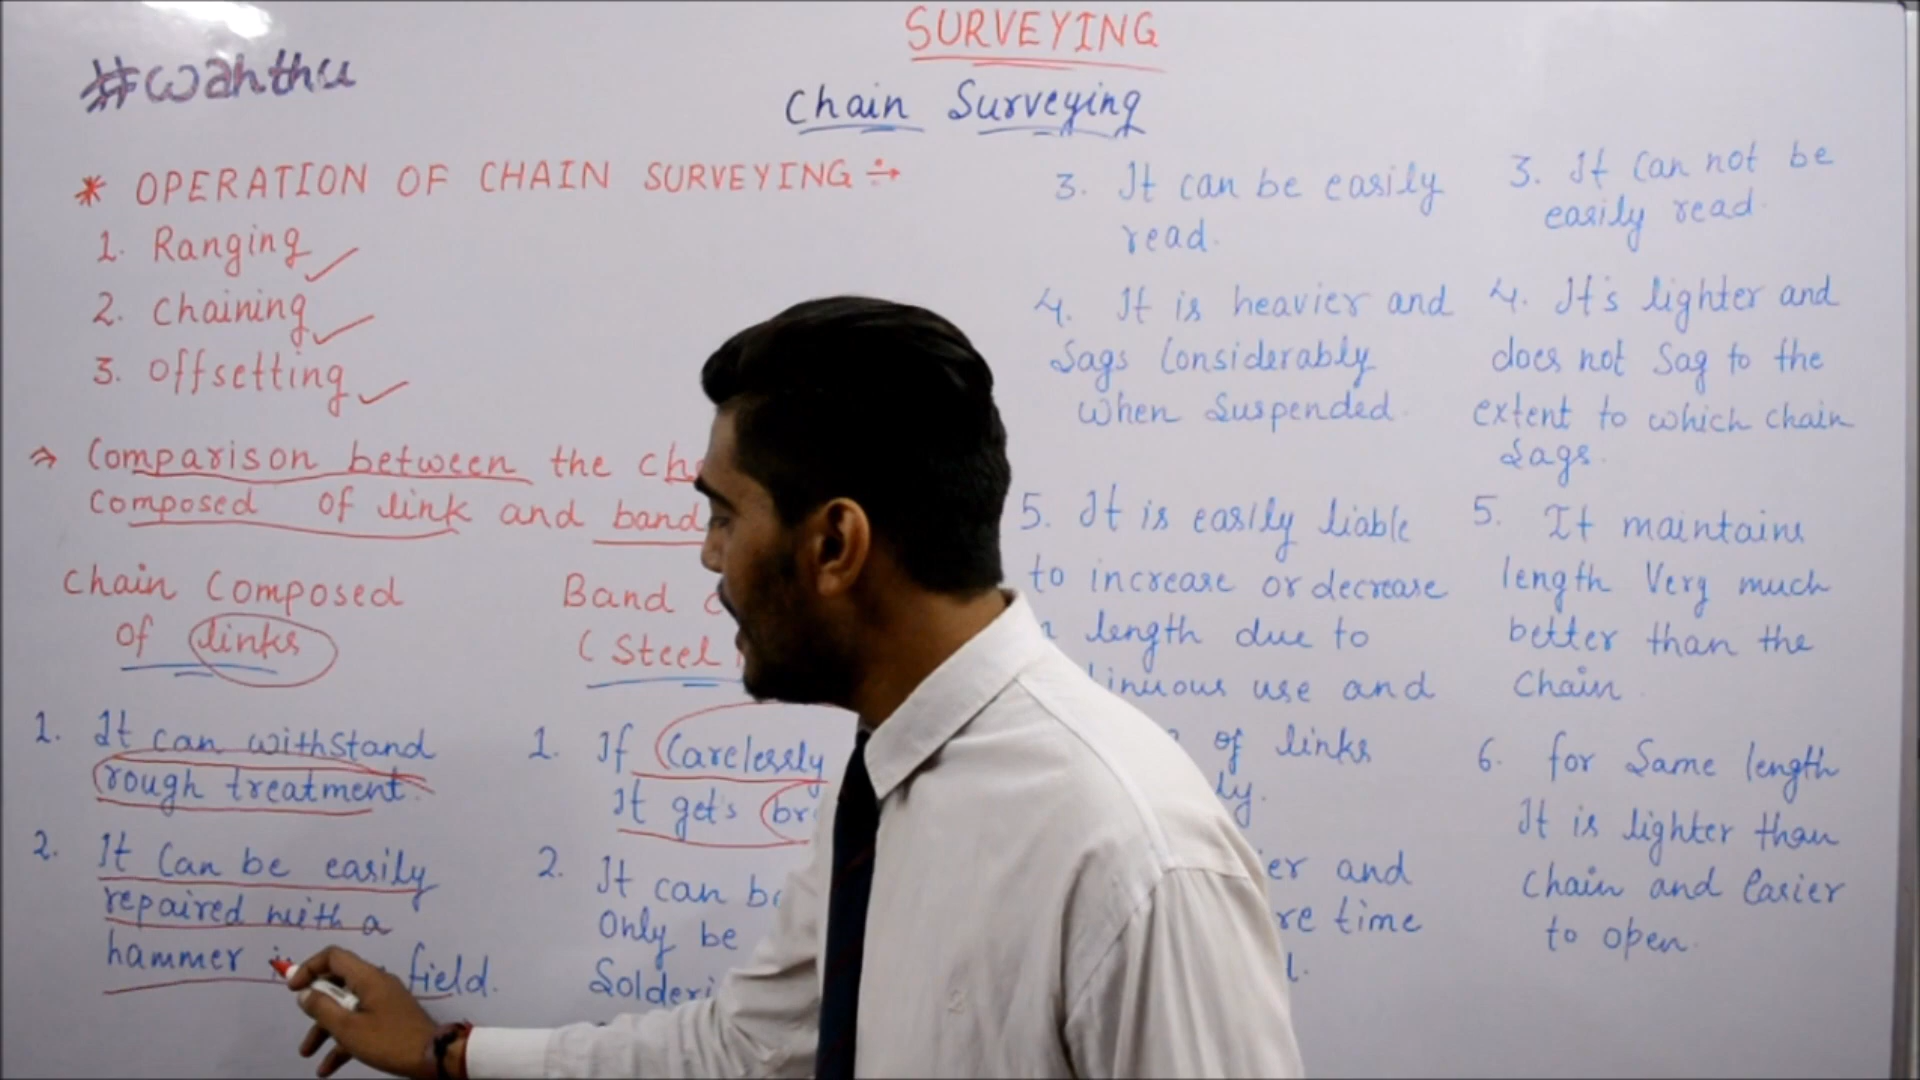 SURVEYING
#wahthu
Chain Surveying
* OPERATION OF CHAIN SURVEYING ÷→
1. Ranging ✓
2. Chaining ✓
3. Offsetting ✓
⇒ Comparison between the
Composed of link and band
Chain Composed
of links
1. It can withstand
rough treatment.
2. It Can be easily
repaired with a
hammer field.
Band
(Steel
1. If Carelessly
It gets
2. It can
Only be
3. It can be easily
read.
4. It is heavier and
Sags Considerably
When Suspended.
5. It is easily liable
to increase or decrease
length due to
use and
of links
and
time
3. It Can not be
easily read.
4. It's lighter and
does not Sag to the
extent to which chain
Sags.
5. It maintains
length Very much
better than the
Chain.
6. for Same length
It is lighter than
Chain and Easier
to open.